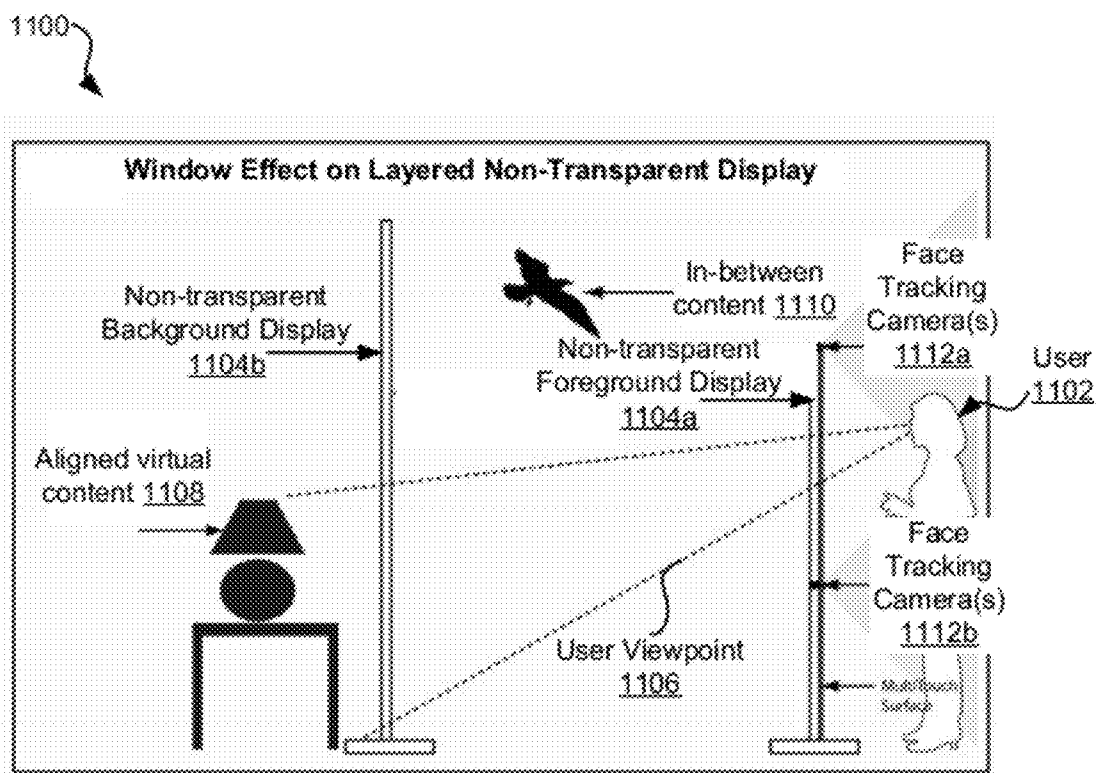 1100
Window Effect on Layered Non-Transparent Display
In-between
content 1110
Face
Tracking
Camera(s)
1112a
User
1102
Non-transparent
Background Display
1104b
Non-transparent
Foreground Display
1104a
Aligned virtual
content 1108
Face
Tracking
Camera(s)
1112b
User Viewpoint
1106
Surface